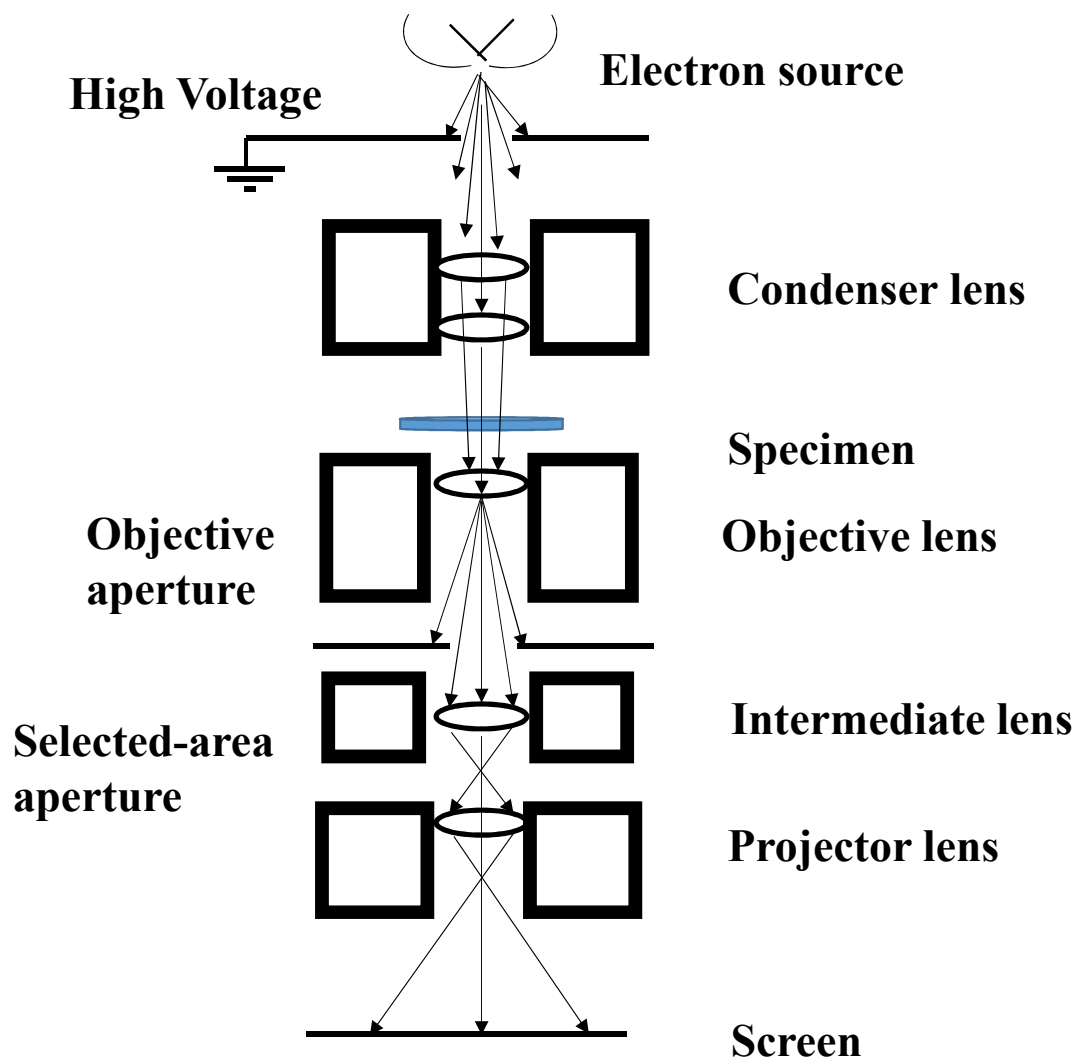 Electron source
High Voltage
Condenser lens
Specimen
Objective
aperture
Objective lens
Intermediate lens
Selected-area
aperture
Projector lens
Screen